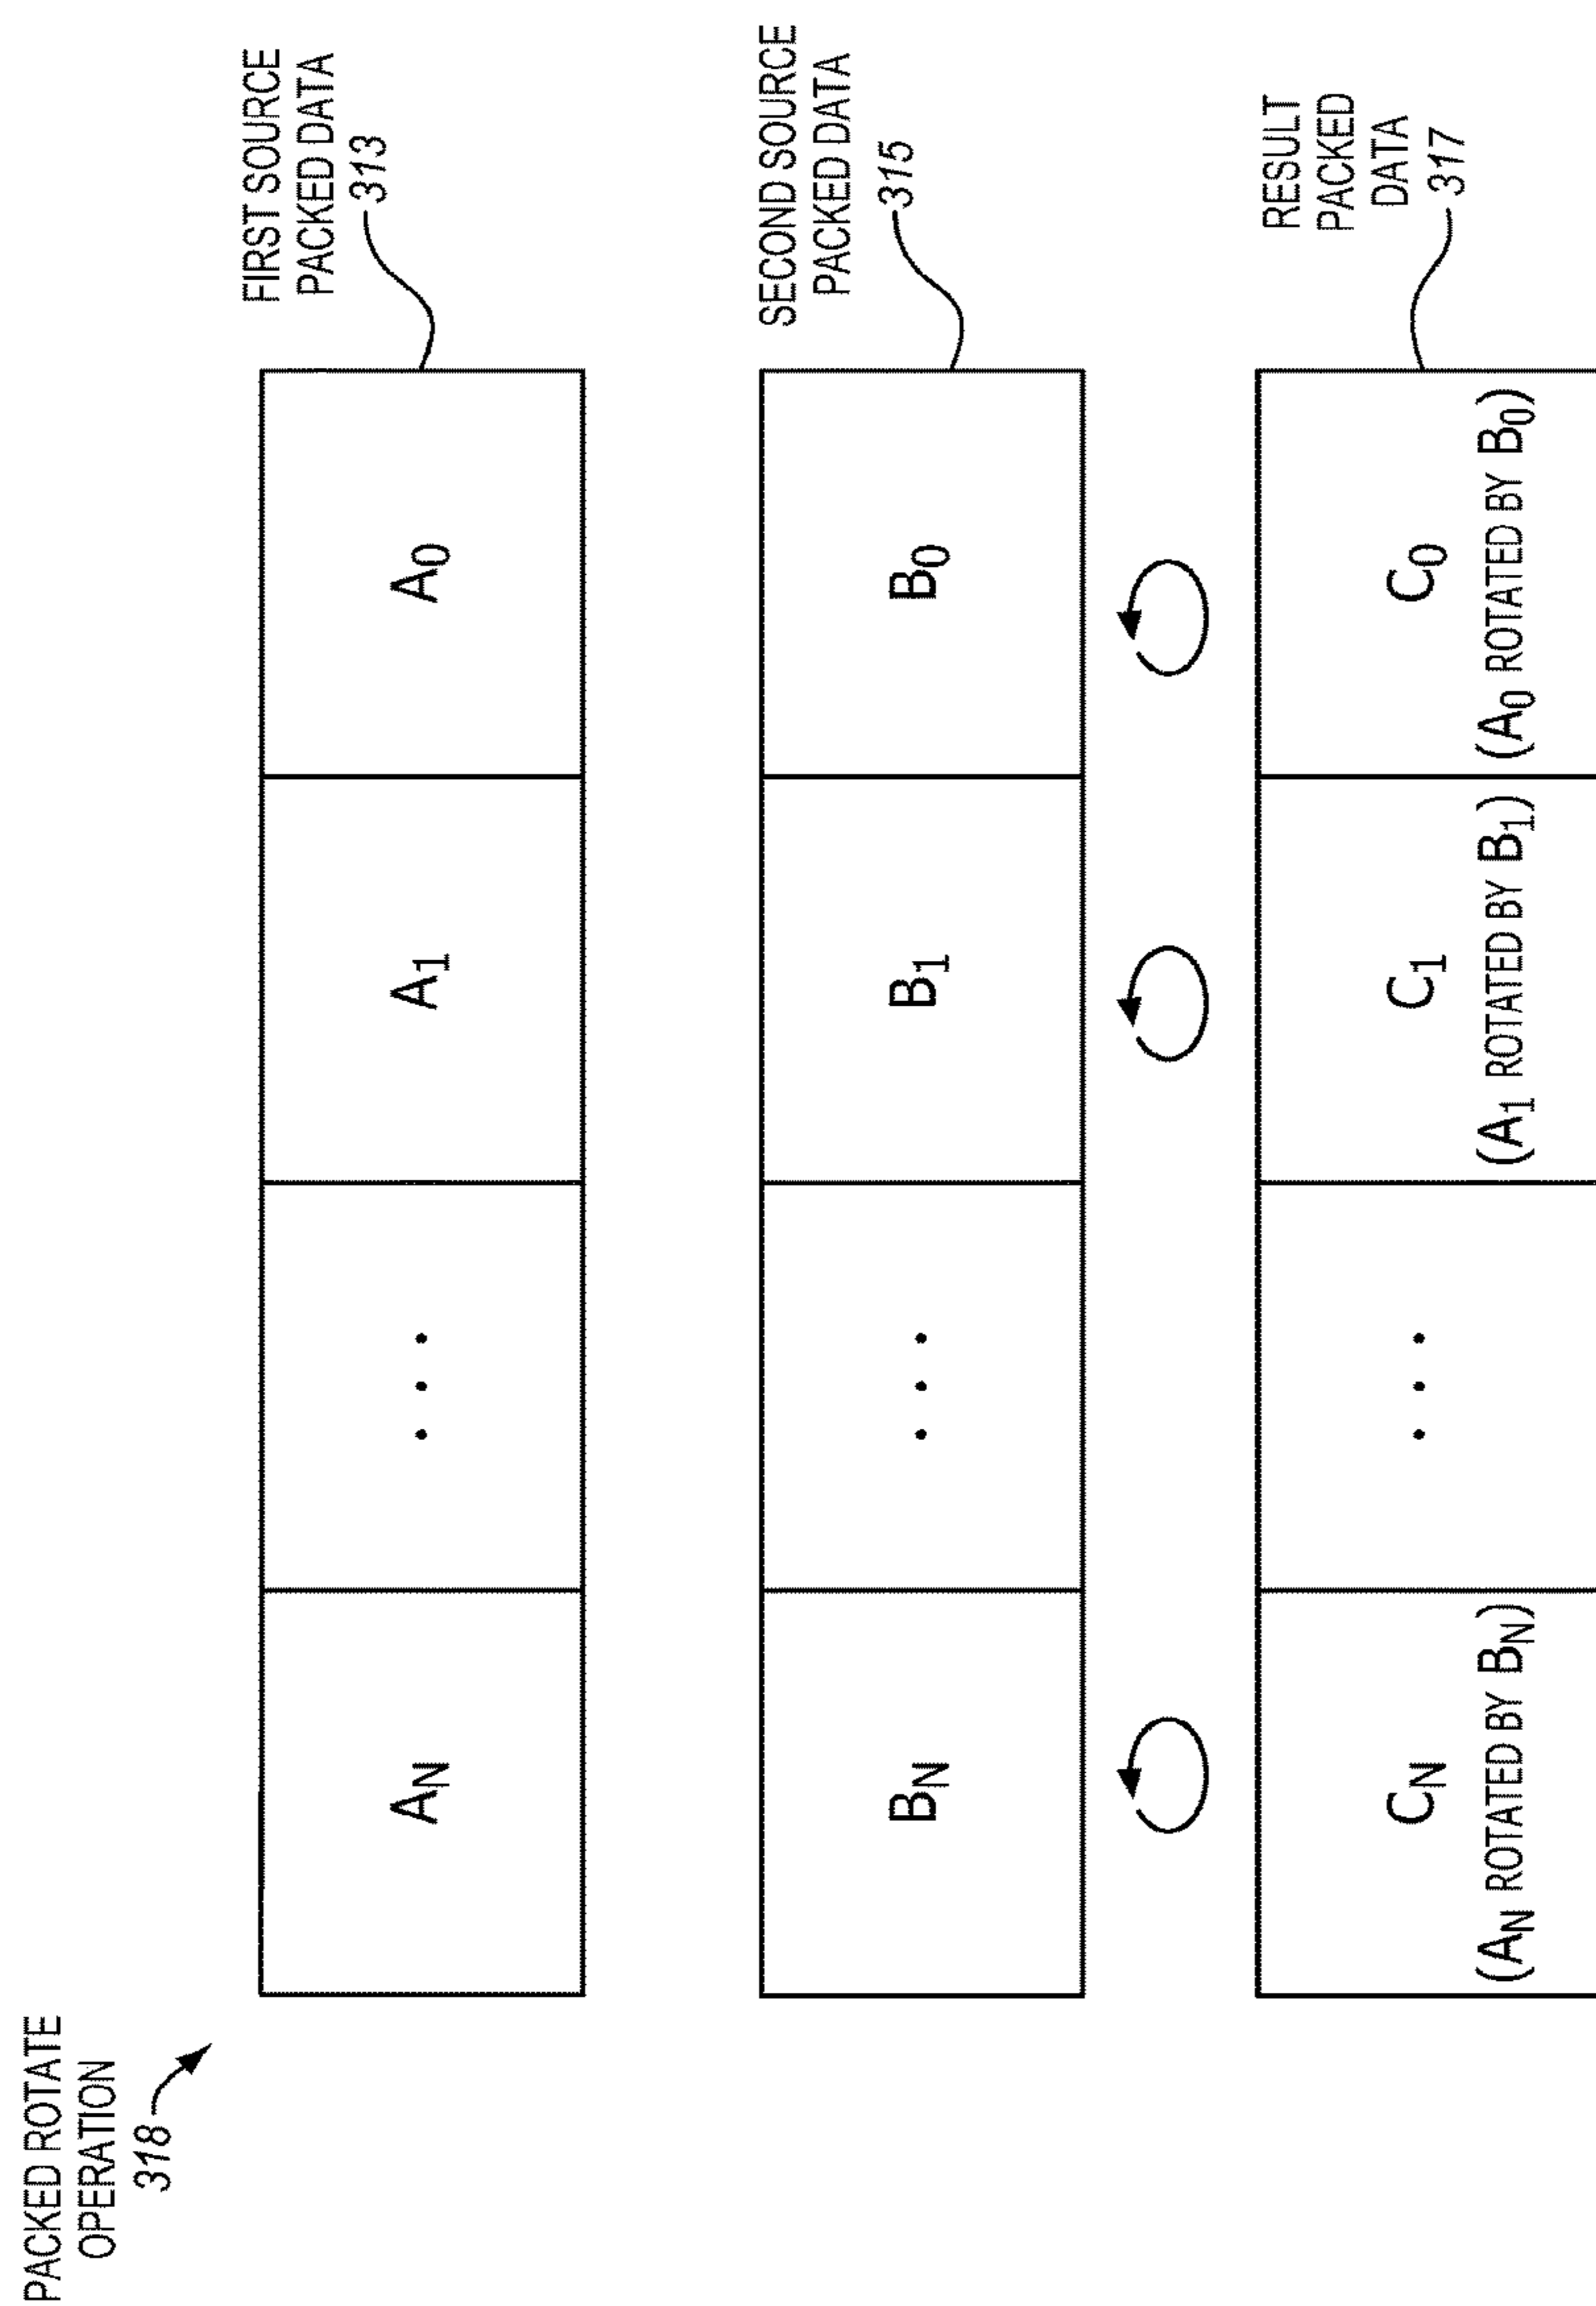 PACKED ROTATE
OPERATION
318
FIRST SOURCE
PACKED DATA
313
AN ... A1 A0
SECOND SOURCE
PACKED DATA
315
BN ... B1 B0
RESULT
PACKED
DATA
317
CN ... C1 C0
(AN ROTATED BY BN) (A1 ROTATED BY B1) (A0 ROTATED BY B0)